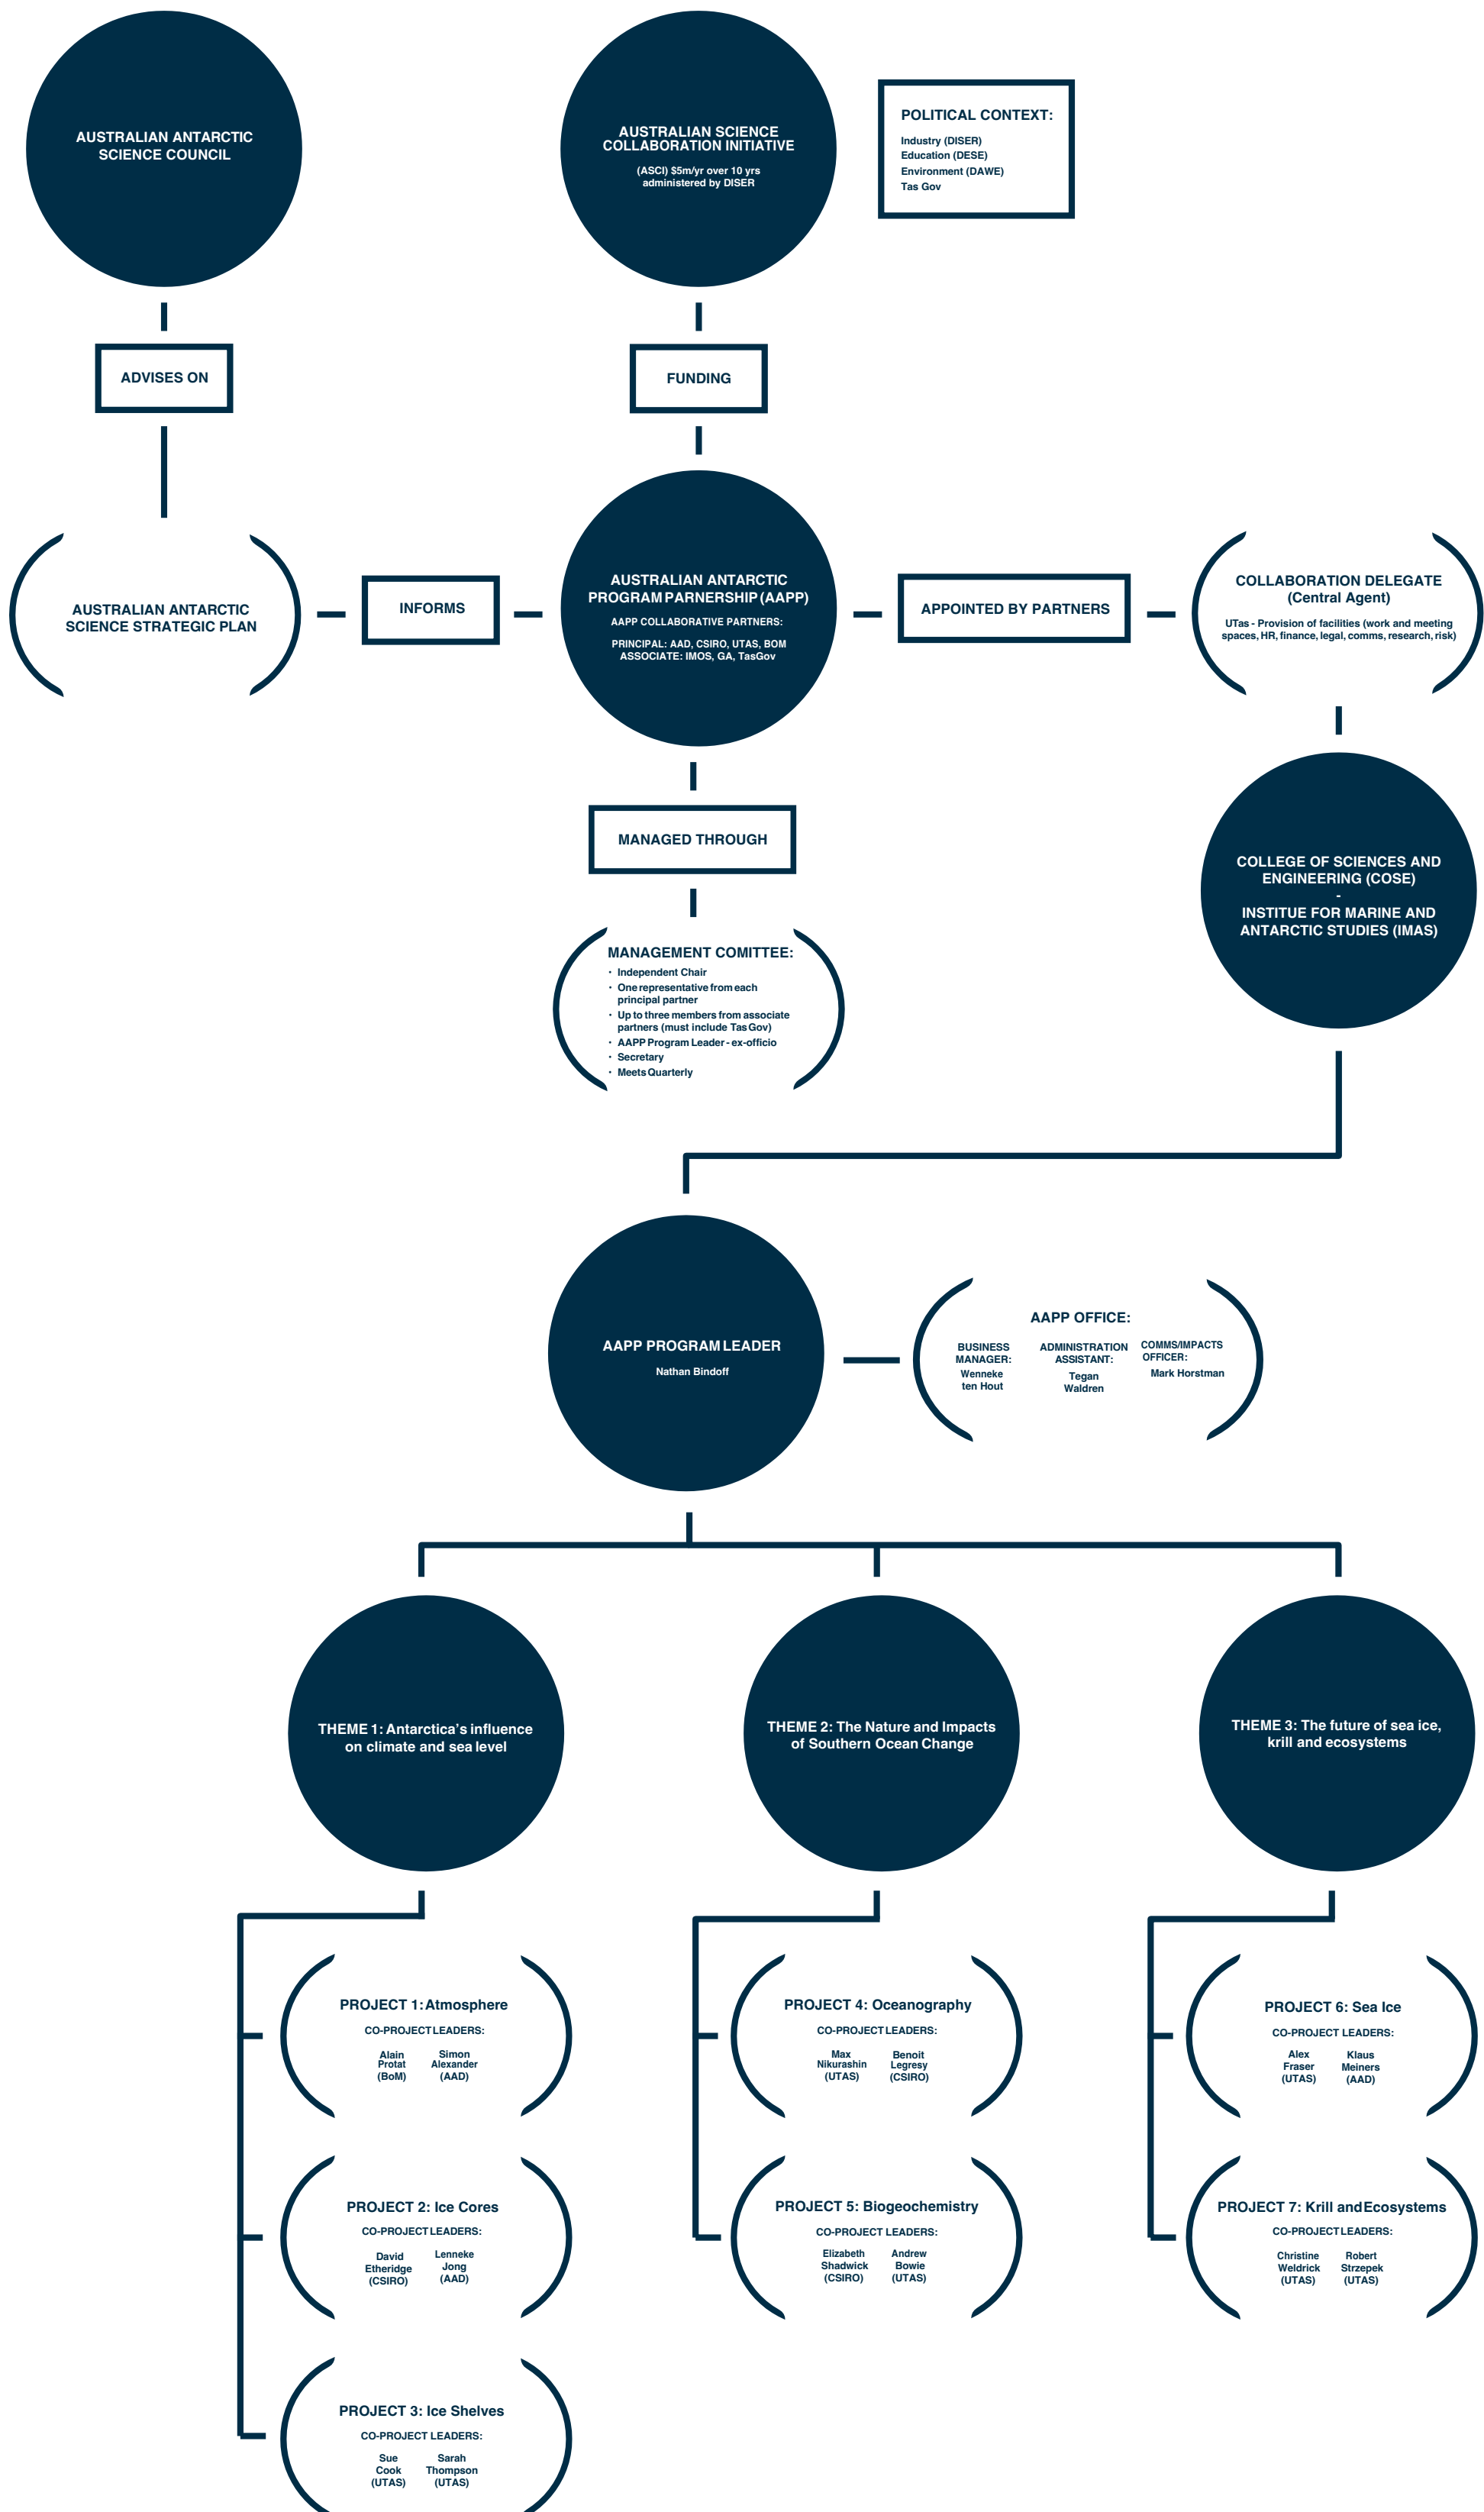 AUSTRALIAN ANTARCTIC
SCIENCE COUNCIL
AUSTRALIAN SCIENCE
COLLABORATION INITIATIVE
(ASCI) $5m/yr over 10 yrs
administered by DISER
POLITICAL CONTEXT:
Industry (DISER)
Education (DESE)
Environment (DAWE)
Tas Gov
ADVISES ON
FUNDING
AUSTRALIAN ANTARCTIC
SCIENCE STRATEGIC PLAN
INFORMS
AUSTRALIAN ANTARCTIC
PROGRAM PARNERSHIP (AAPP)
AAPP COLLABORATIVE PARTNERS:
PRINCIPAL: AAD, CSIRO, UTAS, BOM
ASSOCIATE: IMOS, GA, TasGov
APPOINTED BY PARTNERS
COLLABORATION DELEGATE
(Central Agent)
UTas - Provision of facilities (work and meeting
spaces, HR, finance, legal, comms, research, risk)
MANAGED THROUGH
COLLEGE OF SCIENCES AND
ENGINEERING (COSE)
-
INSTITUE FOR MARINE AND
ANTARCTIC STUDIES (IMAS)
MANAGEMENT COMITTEE:
• Independent Chair
• One representative from each
principal partner
• Up to three members from associate
partners (must include Tas Gov)
• AAPP Program Leader - ex-officio
• Secretary
• Meets Quarterly
AAPP PROGRAM LEADER
Nathan Bindoff
AAPP OFFICE:
BUSINESS
MANAGER:
Wenneke
ten Hout
ADMINISTRATION
ASSISTANT:
Tegan
Waldren
COMMS/IMPACTS
OFFICER:
Mark Horstman
THEME 1: Antarctica's influence
on climate and sea level
THEME 2: The Nature and Impacts
of Southern Ocean Change
THEME 3: The future of sea ice,
krill and ecosystems
PROJECT 1: Atmosphere
CO-PROJECT LEADERS:
Alain
Protat
(BoM)
Simon
Alexander
(AAD)
PROJECT 4: Oceanography
CO-PROJECT LEADERS:
Max
Nikurashin
(UTAS)
Benoit
Legresy
(CSIRO)
PROJECT 6: Sea Ice
CO-PROJECT LEADERS:
Alex
Fraser
(UTAS)
Klaus
Meiners
(AAD)
PROJECT 2: Ice Cores
CO-PROJECT LEADERS:
David
Etheridge
(CSIRO)
Lenneke
Jong
(AAD)
PROJECT 5: Biogeochemistry
CO-PROJECT LEADERS:
Elizabeth
Shadwick
(CSIRO)
Andrew
Bowie
(UTAS)
PROJECT 7: Krill and Ecosystems
CO-PROJECT LEADERS:
Christine
Weldrick
(UTAS)
Robert
Strzepek
(UTAS)
PROJECT 3: Ice Shelves
CO-PROJECT LEADERS:
Sue
Cook
(UTAS)
Sarah
Thompson
(UTAS)